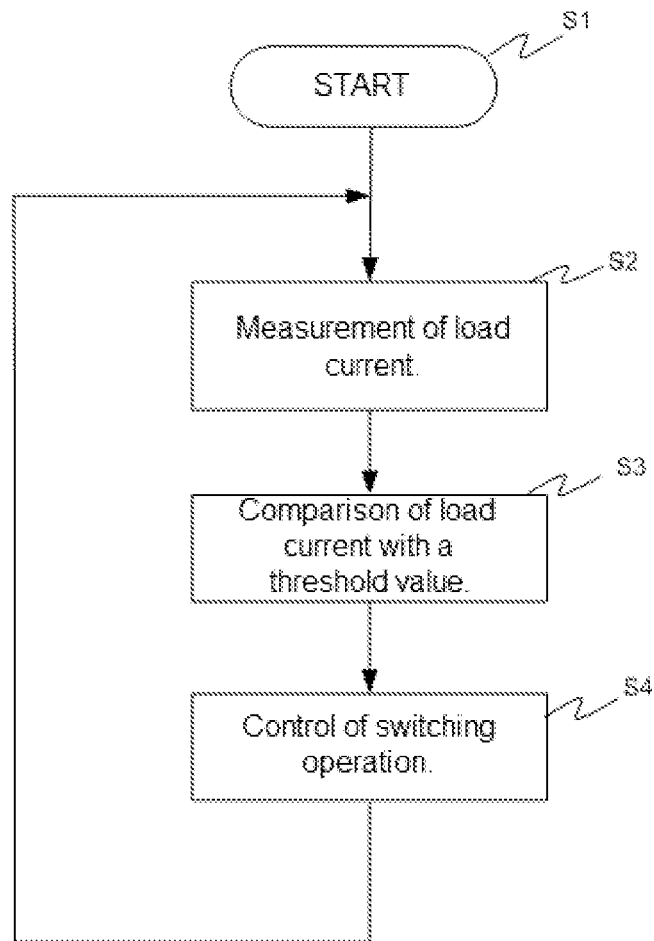 S1
START
S2
Measurement of load
current.
S3
Comparison of load
current with a
threshold value.
S4
Control of switching
operation.